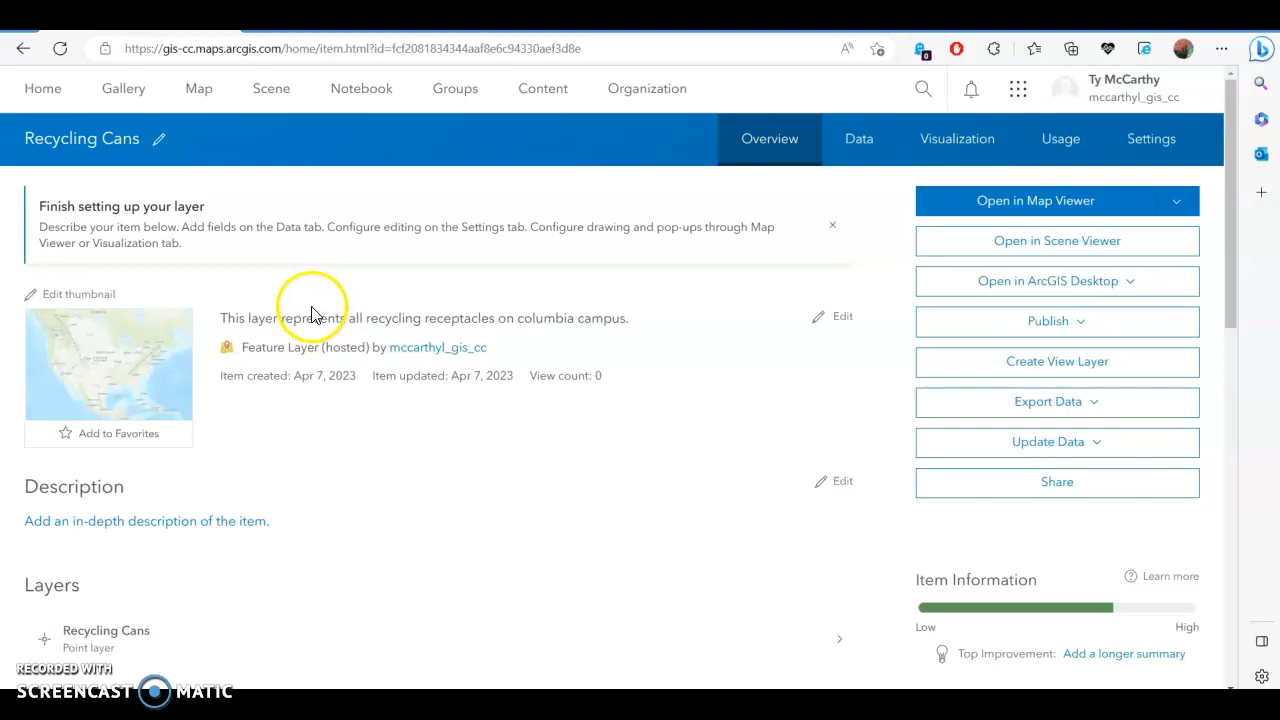 https://gis-cc.maps.arcgis.com/home/item.html?id=fcf2081834344aaf8e6c94330aef3d8e
0
Home Gallery Map Scene Notebook Groups Content Organization
Ty McCarthy
mccarthyl_gis_cc
Recycling Cans
Overview Data Visualization Usage Settings
Finish setting up your layer
Describe your item below. Add fields on the Data tab. Configure editing on the Settings tab. Configure drawing and pop-ups through Map
Viewer or Visualization tab.
Edit thumbnail
This layer represents all recycling receptacles on columbia campus.
Edit
Feature Layer (hosted) by mccarthyl_gis_cc
Item created: Apr 7, 2023 Item updated: Apr 7, 2023 View count: 0
Add to Favorites
Description
Edit
Add an in-depth description of the item.
Layers
Recycling Cans
Point layer
Open in Map Viewer
Open in Scene Viewer
Open in ArcGIS Desktop
Publish
Create View Layer
Export Data
Update Data
Share
Item Information
Learn more
Low High
Top Improvement: Add a longer summary
RECORDED WITH
SCREENCAST MATIC